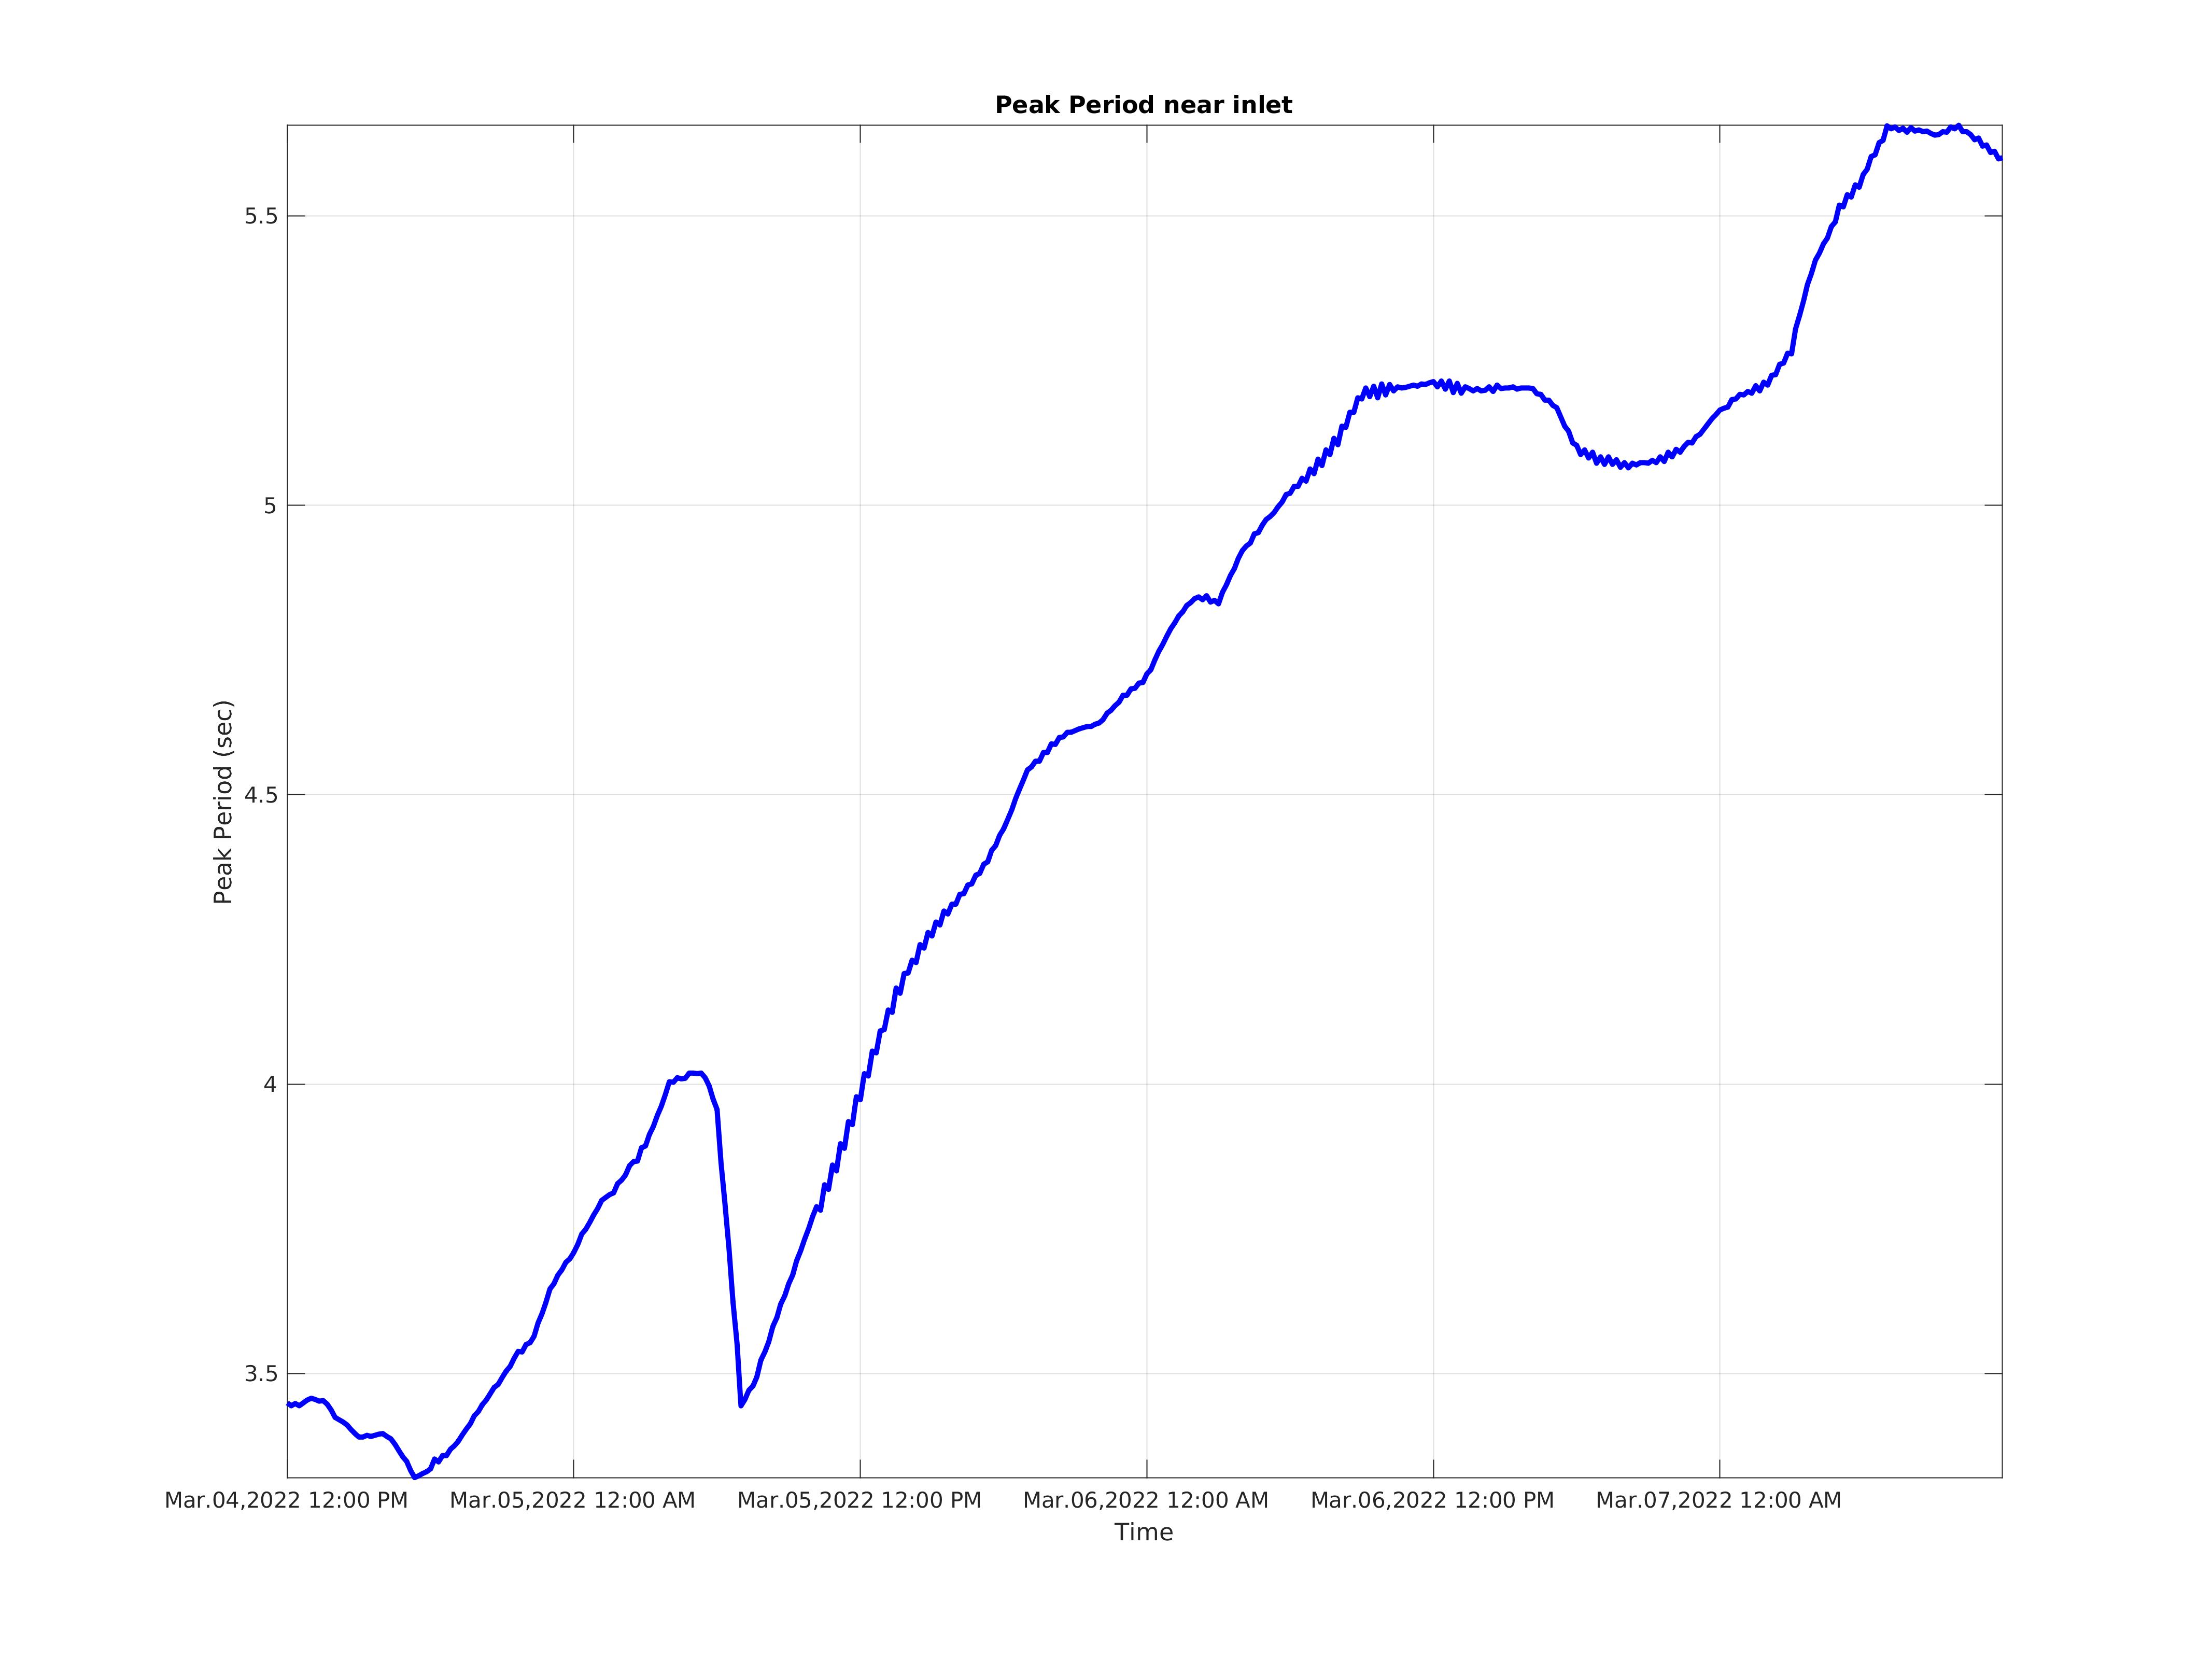 Peak Period near inlet
5.5
5
4.5
4
3.5
Peak Period (sec)
Mar.04,2022 12:00 PM
Mar.05,2022 12:00 AM
Mar.05,2022 12:00 PM
Mar.06,2022 12:00 AM
Mar.06,2022 12:00 PM
Mar.07,2022 12:00 AM
Time